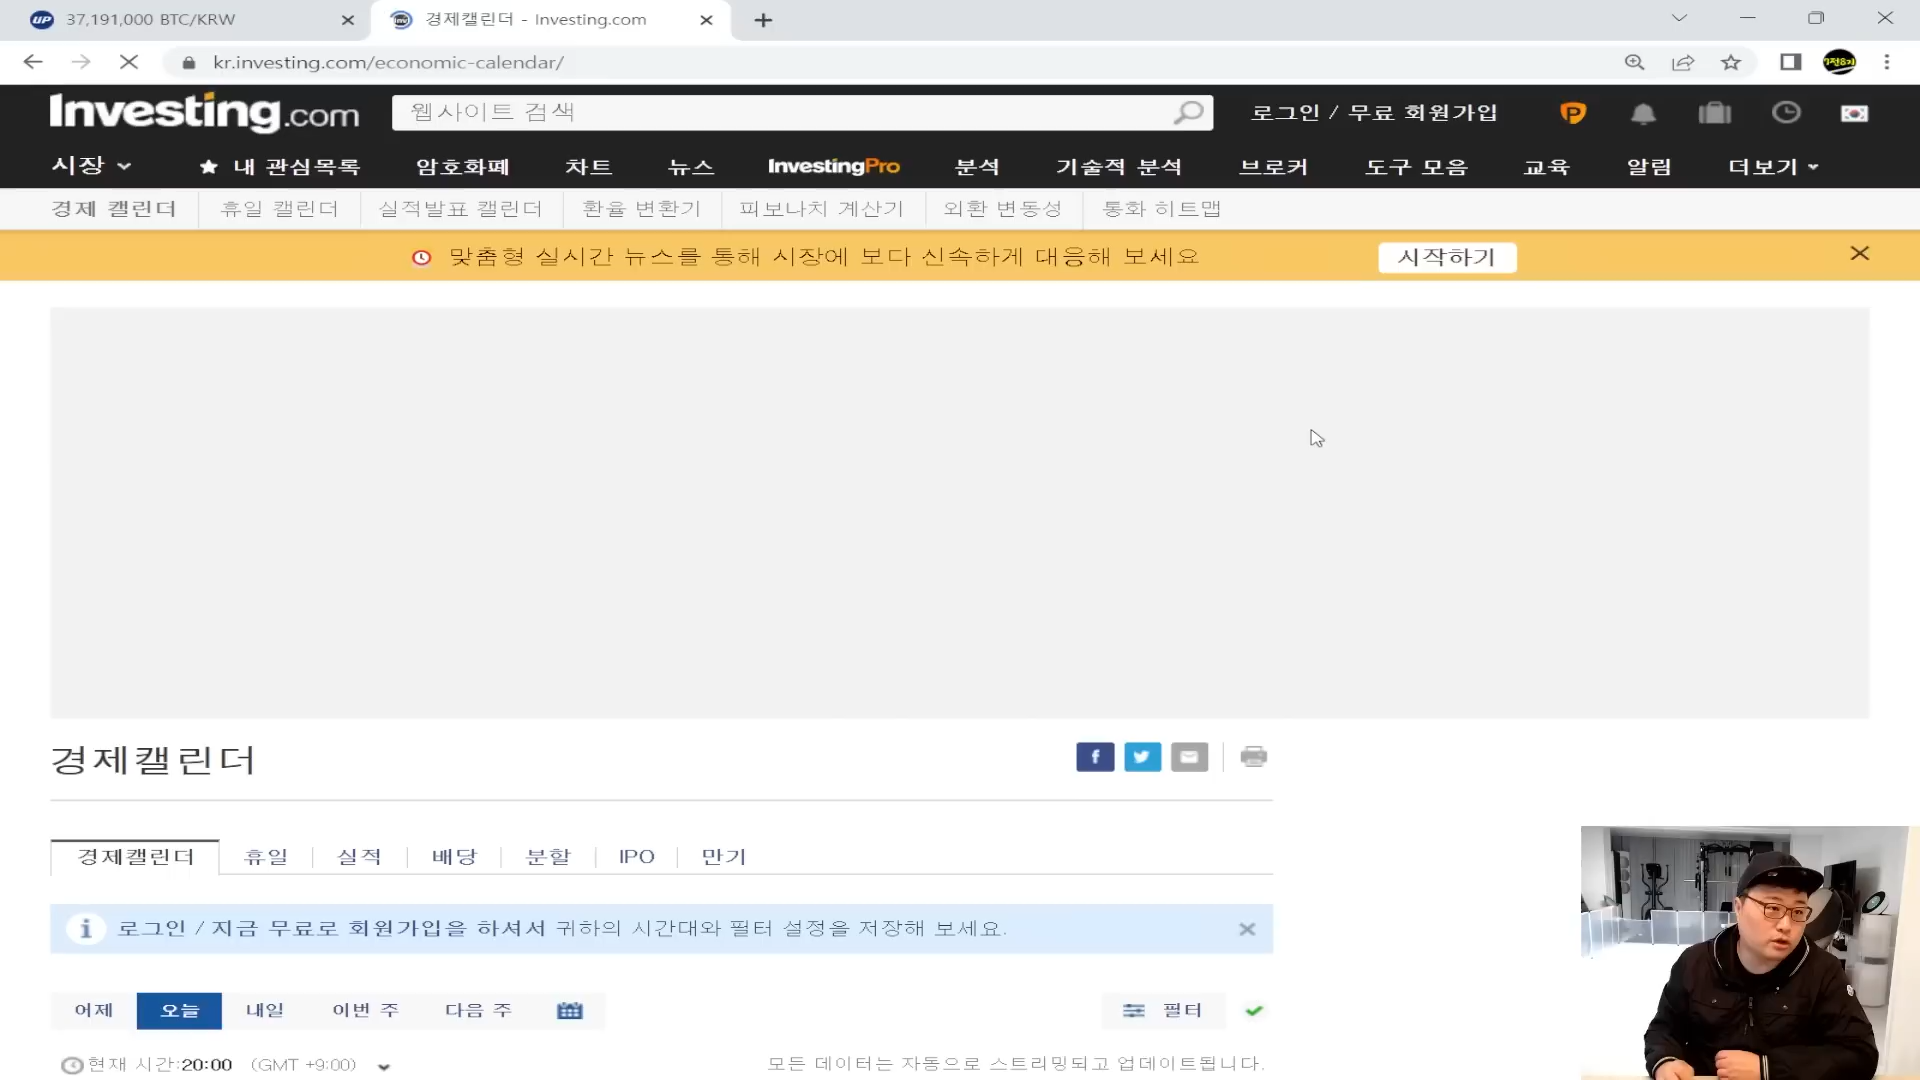 UP 37,191,000 BTC/KRW
경제캘린더 - Investing.com
kr.investing.com/economic-calendar/
Investing.com
웹사이트 검색
로그인 / 무료 회원가입
시장
내 관심목록
암호화폐
차트
뉴스
InvestingPro
분석
기술적 분석
브로커
도구 모음
교육
알림
더보기
경제 캘린더
휴일 캘린더
실적발표 캘린더
환율 변환기
피보나치 계산기
외환 변동성
통화 히트맵
맞춤형 실시간 뉴스를 통해 시장에 보다 신속하게 대응해 보세요
시작하기
경제캘린더
경제캘린더
휴일
실적
배당
분할
IPO
만기
로그인 / 지금 무료로 회원가입을 하셔서 귀하의 시간대와 필터 설정을 저장해 보세요.
어제
오늘
내일
이번 주
다음 주
필터
현재 시간:20:00 (GMT +9:00)
모든 데이터는 자동으로 스트리밍되고 업데이트됩니다.